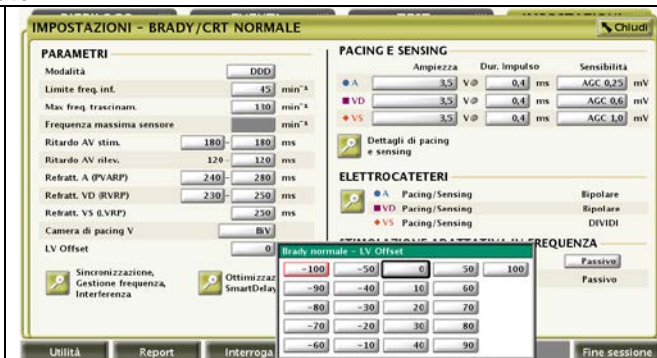 IMPOSTAZIONI - BRADY/CRT NORMALE
Chiudi
PARAMETRI
Modalità DDD
Limite freq. inf. 45 min⁻¹
Max freq. trascinam. 130 min⁻¹
Frequenza massima sensore min⁻¹
Ritardo AV stim. 180 - 180 ms
Ritardo AV rilev. 120 - 120 ms
Refratt. A (PVARP) 240 - 280 ms
Refratt. VD (RVRP) 230 - 250 ms
Refratt. VS (LVRP) 250 ms
Camera di pacing V BiV
LV Offset 0
Sincronizzazione,
Gestione frequenza,
Interferenza
Ottimizzaz
SmartDelay
PACING E SENSING
Ampiezza Dur. Impulso Sensibilità
A 3,5 V@ 0,4 ms AGC 0,25 mV
VD 3,5 V@ 0,4 ms AGC 0,6 mV
VS 3,5 V@ 0,4 ms AGC 1,0 mV
Dettagli di pacing
e sensing
ELETTROCATETERI
A Pacing/Sensing Bipolare
VD Pacing/Sensing Bipolare
VS Pacing/Sensing DIVIDI
STIMOLAZIONE ADATTATIVA IN FREQUENZA
Passivo
Passivo
Brady normale - LV Offset
-100 -50 0 50 100
-90 -40 10 60
-80 -30 20 70
-70 -20 30 80
-60 -10 40 90
Utilità Report Interroga Fine sessione